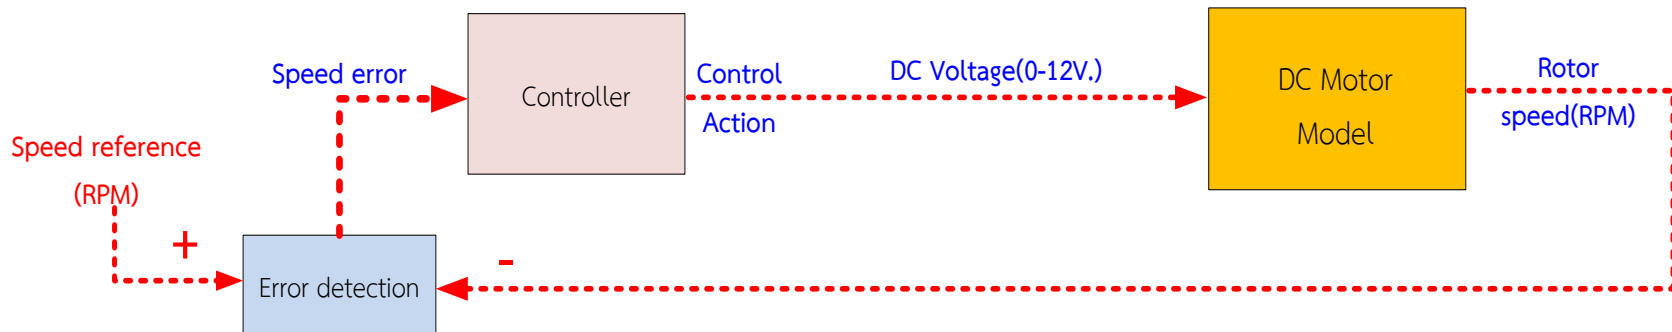 Speed error
Controller
Control
Action
DC Voltage(0-12V.)
DC Motor
Model
Rotor
speed(RPM)
Speed reference
(RPM)
+
Error detection
-